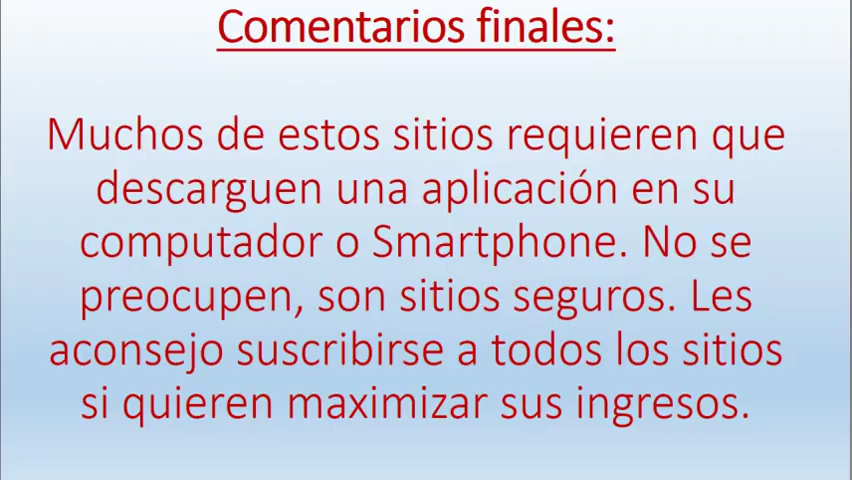 Comentarios finales:
Muchos de estos sitios requieren que
descarguen una aplicación en su
computador o Smartphone. No se
preocupen, son sitios seguros. Les
aconsejo suscribirse a todos los sitios
si quieren maximizar sus ingresos.